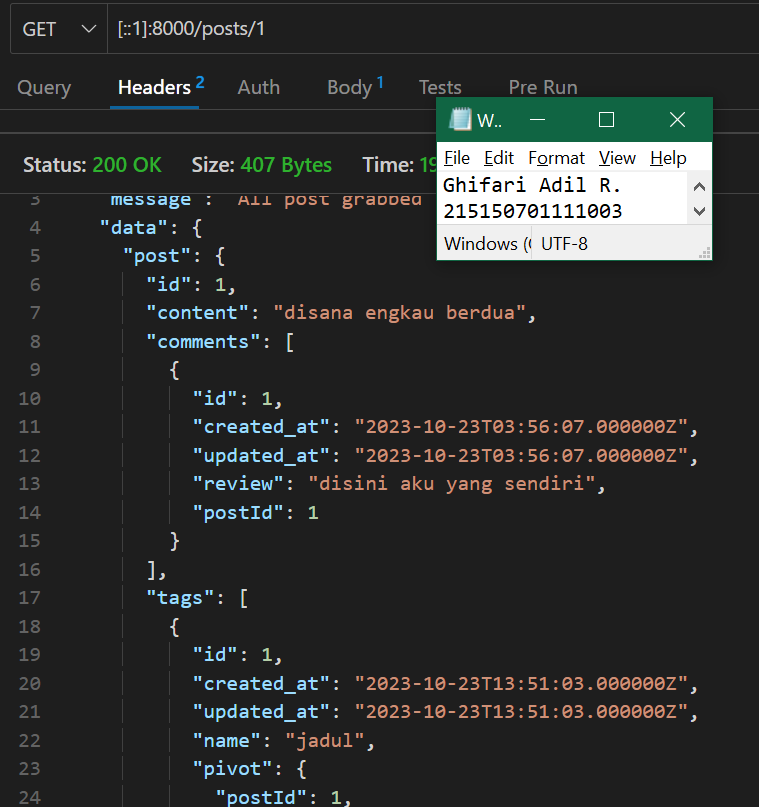 GET [::1]:8000/posts/1
Query Headers 2 Auth Body 1 Tests Pre Run
Status: 200 OK Size: 407 Bytes Time: 19
W..
File Edit Format View Help
Ghifari Adil R.
215150701111003
Windows ( UTF-8
3 "message": "All post grabbed
4 "data": {
5 "post": {
6 "id": 1,
7 "content": "disana engkau berdua",
8 "comments": [
9 {
10 "id": 1,
11 "created_at": "2023-10-23T03:56:07.000000Z",
12 "updated_at": "2023-10-23T03:56:07.000000Z",
13 "review": "disini aku yang sendiri",
14 "postId": 1
15 }
16 ],
17 "tags": [
18 {
19 "id": 1,
20 "created_at": "2023-10-23T13:51:03.000000Z",
21 "updated_at": "2023-10-23T13:51:03.000000Z",
22 "name": "jadul",
23 "pivot": {
24 "postId": 1,